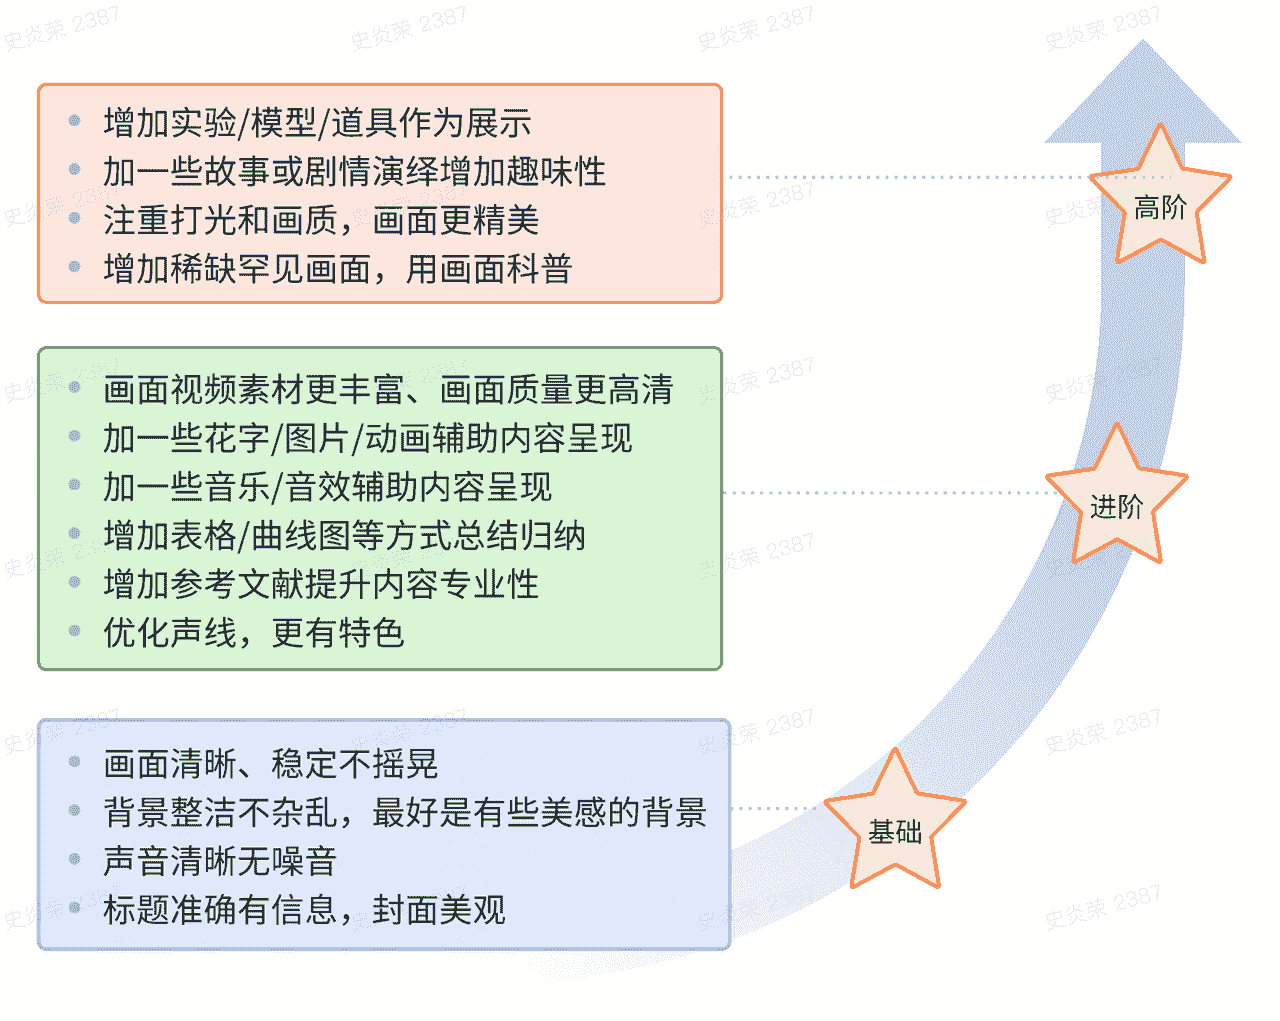 增加实验/模型/道具作为展示
加一些故事或剧情演绎增加趣味性
注重打光和画质，画面更精美
增加稀缺罕见画面，用画面科普
高阶
画面视频素材更丰富、画面质量更高清
加一些花字/图片/动画辅助内容呈现
加一些音乐/音效辅助内容呈现
增加表格/曲线图等方式总结归纳
增加参考文献提升内容专业性
优化声线，更有特色
进阶
画面清晰、稳定不摇晃
背景整洁不杂乱，最好是有些美感的背景
声音清晰无噪音
标题准确有信息，封面美观
基础
史炎荣 2387